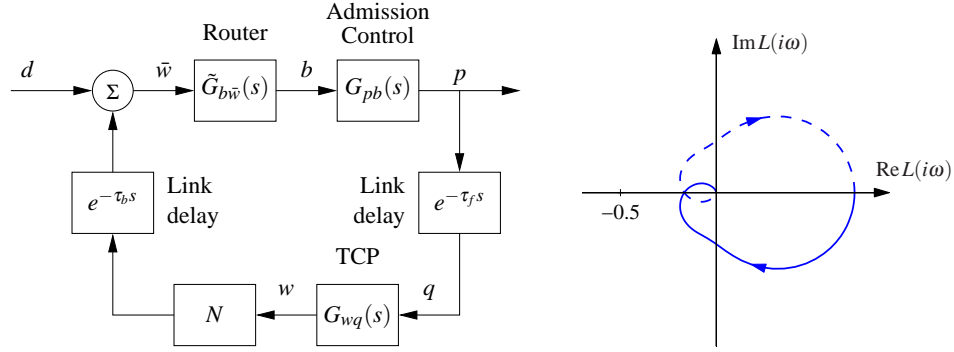 Admission
Control
Router
d
w̄
b
p
Σ
G̃_{bw̄}(s)
G_{pb}(s)
e^{−τ_b s}
Link
delay
Link
delay
e^{−τ_f s}
TCP
w
q
N
G_{wq}(s)
Im L(iω)
Re L(iω)
−0.5